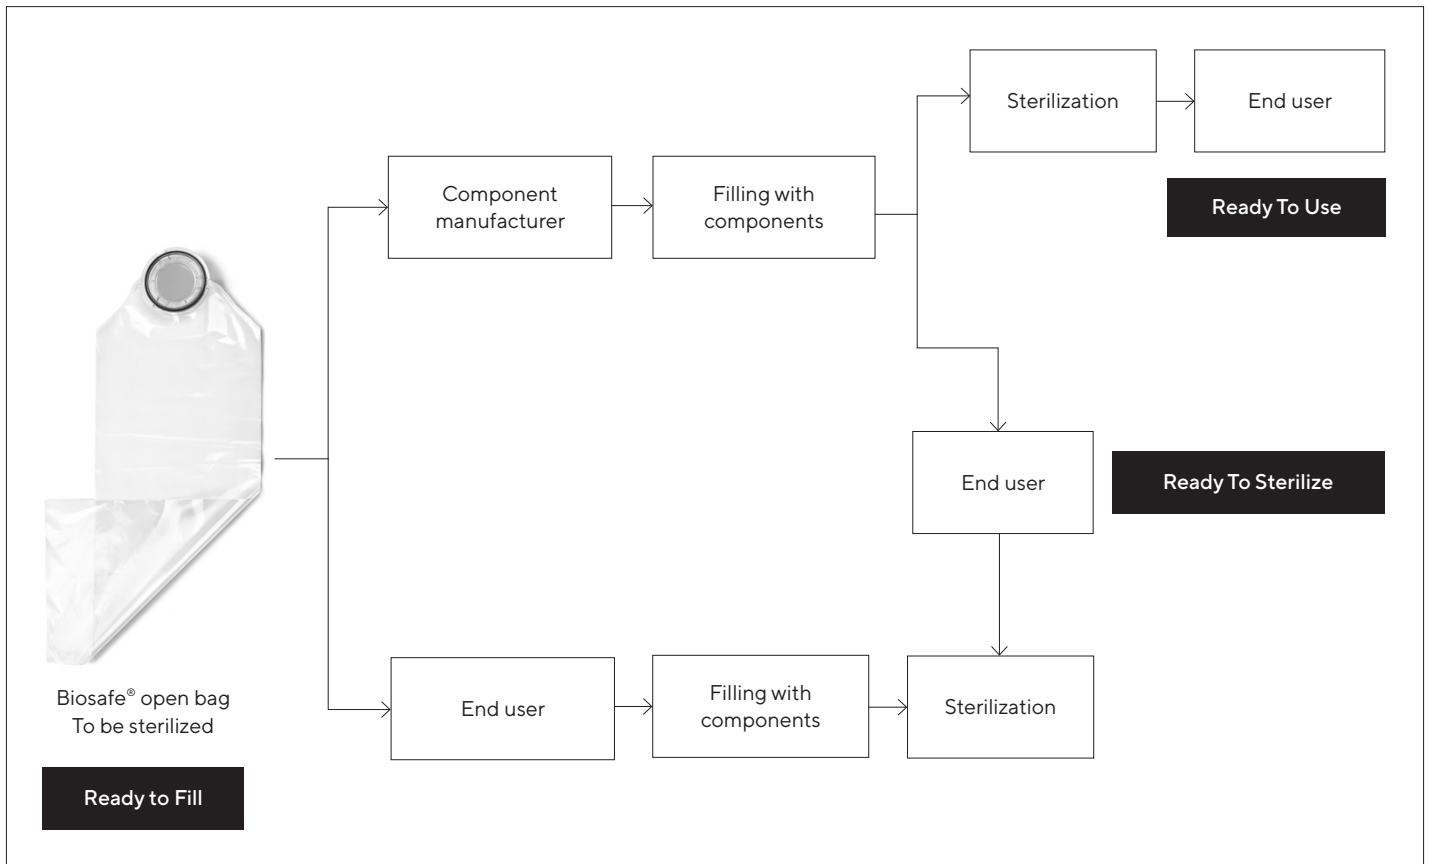 Sterilization
End user
Ready To Use
Component
manufacturer
Filling with
components
End user
Ready To Sterilize
Biosafe® open bag
To be sterilized
Ready to Fill
End user
Filling with
components
Sterilization